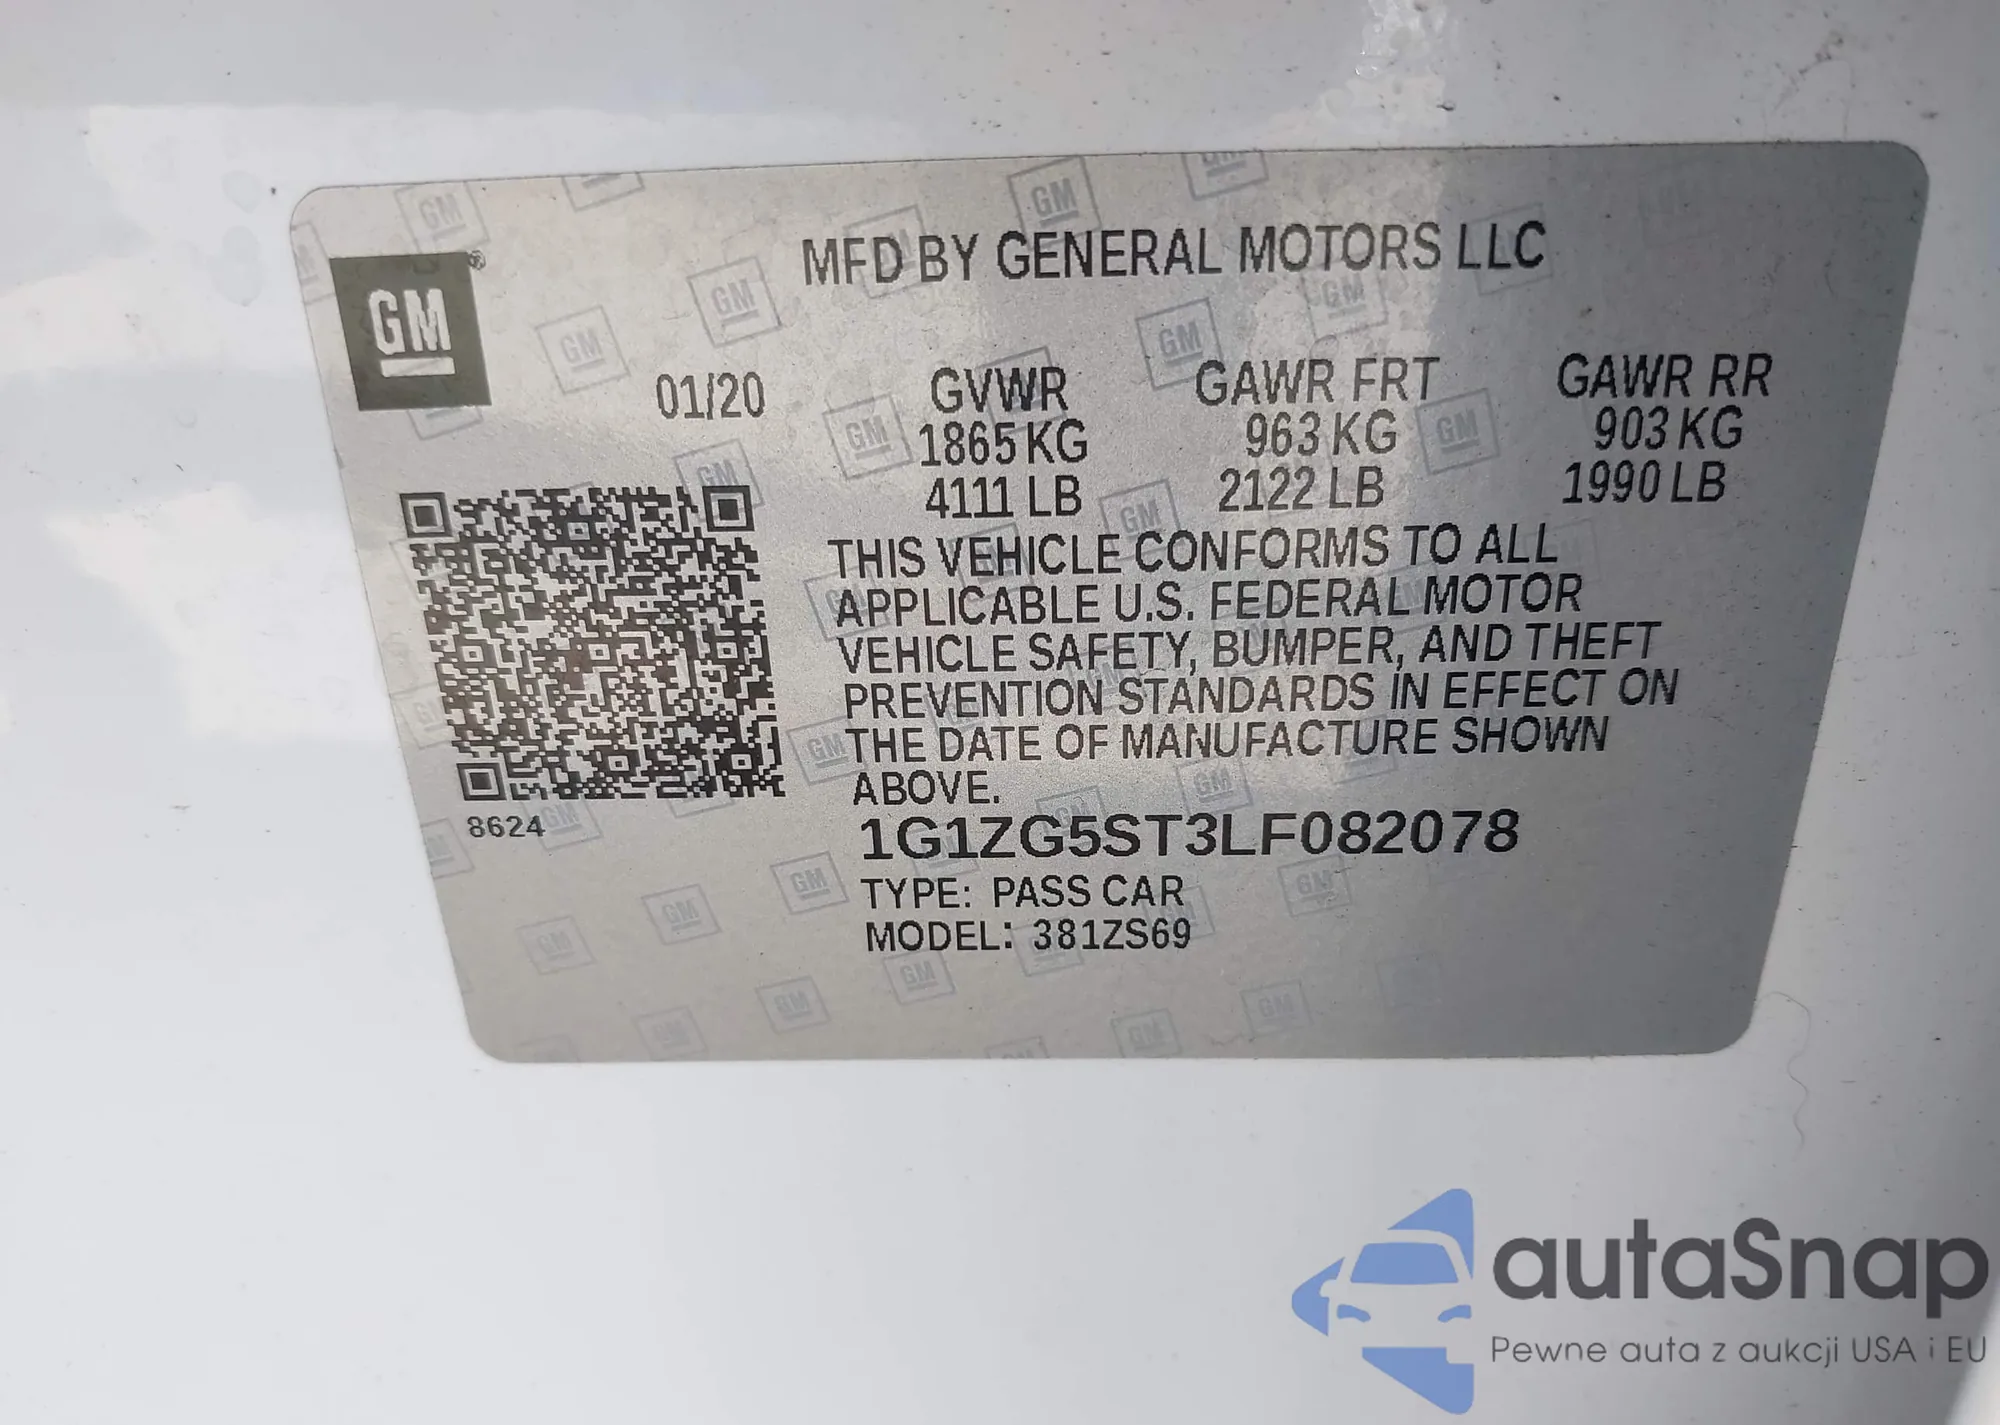 MFD BY GENERAL MOTORS LLC
GM
®
01/20
GVWR
1865 KG
4111 LB
GAWR FRT
963 KG
2122 LB
GAWR RR
903 KG
1990 LB
THIS VEHICLE CONFORMS TO ALL
APPLICABLE U.S. FEDERAL MOTOR
VEHICLE SAFETY, BUMPER, AND THEFT
PREVENTION STANDARDS IN EFFECT ON
THE DATE OF MANUFACTURE SHOWN
ABOVE.
8624
1G1ZG5ST3LF082078
TYPE: PASS CAR
MODEL: 381ZS69
autaSnap
Pewne auta z aukcji USA i EU